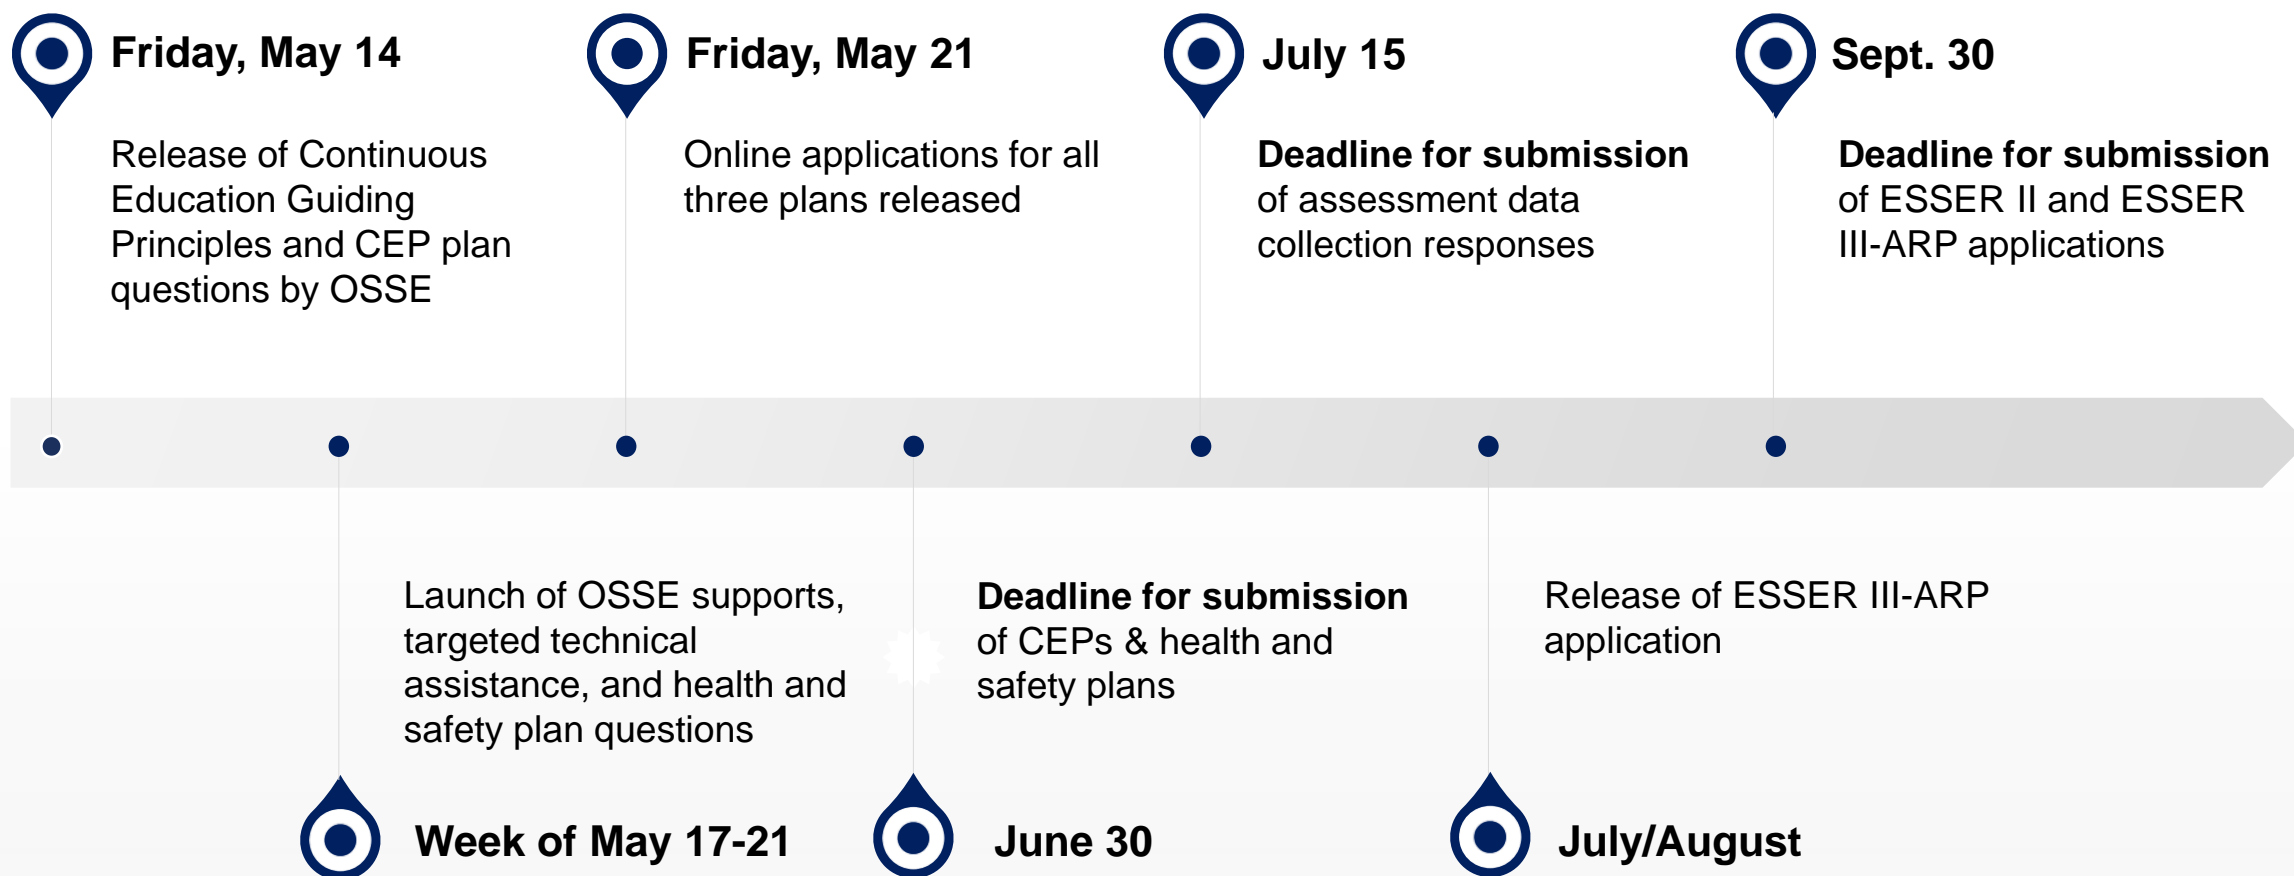 Friday, May 14
Release of Continuous
Education Guiding
Principles and CEP plan
questions by OSSE
Friday, May 21
Online applications for all
three plans released
July 15
Deadline for submission
of assessment data
collection responses
Sept. 30
Deadline for submission
of ESSER II and ESSER
III-ARP applications
Launch of OSSE supports,
targeted technical
assistance, and health and
safety plan questions
Week of May 17-21
Deadline for submission
of CEPs & health and
safety plans
June 30
Release of ESSER III-ARP
application
July/August